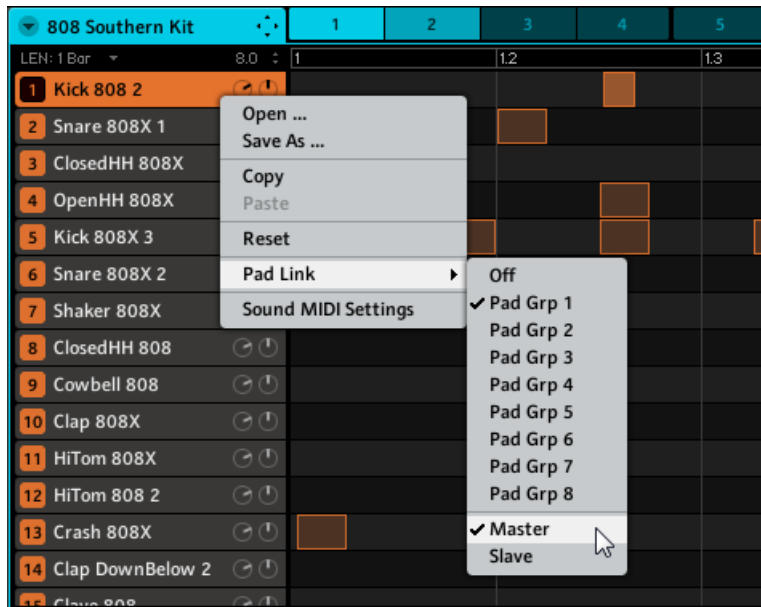 808 Southern Kit 1 2 3 4 5
LEN: 1 Bar 8.0 1 1.2 1.3
1 Kick 808 2
2 Snare 808X 1
3 ClosedHH 808X
4 OpenHH 808X
5 Kick 808X 3
6 Snare 808X 2
7 Shaker 808X
8 ClosedHH 808
9 Cowbell 808
10 Clap 808X
11 HiTom 808X
12 HiTom 808 2
13 Crash 808X
14 Clap DownBelow 2
15 Clave 808
Open ...
Save As ...
Copy
Paste
Reset
Pad Link
Sound MIDI Settings
Off
Pad Grp 1
Pad Grp 2
Pad Grp 3
Pad Grp 4
Pad Grp 5
Pad Grp 6
Pad Grp 7
Pad Grp 8
Master
Slave